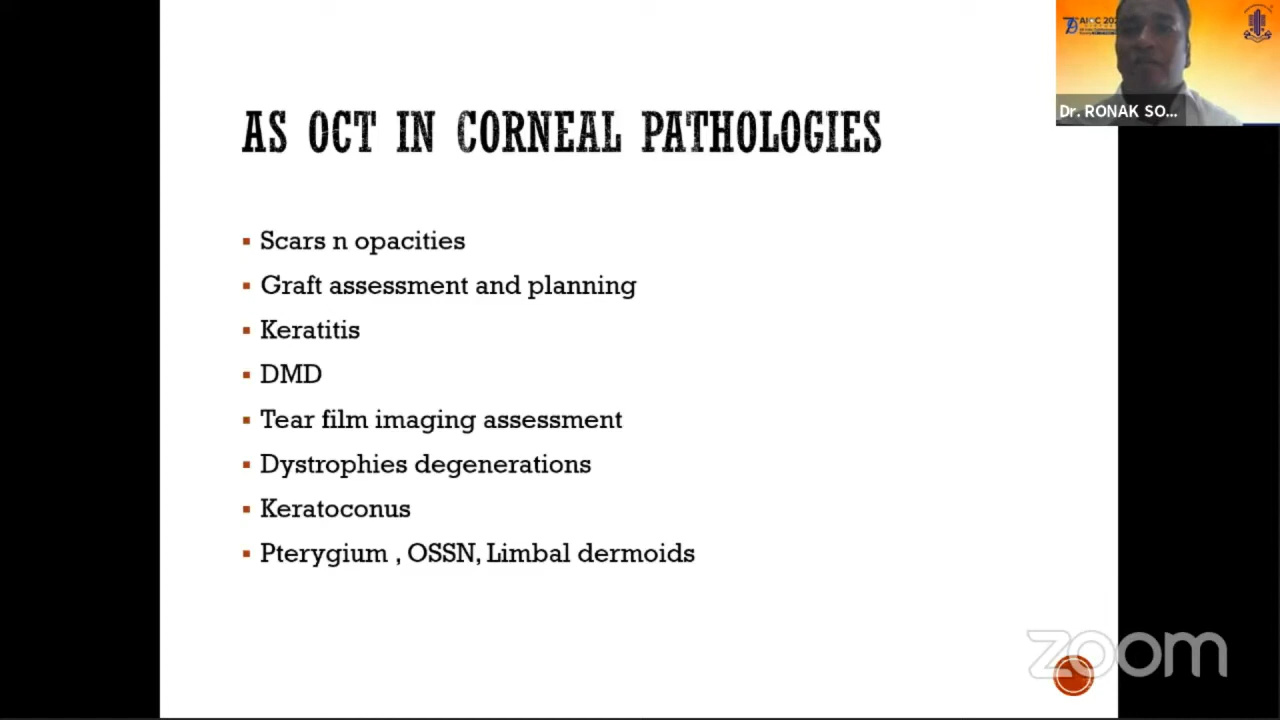 AS OCT IN CORNEAL PATHOLOGIES
Scars n opacities
Graft assessment and planning
Keratitis
DMD
Tear film imaging assessment
Dystrophies degenerations
Keratoconus
Pterygium , OSSN, Limbal dermoids
Dr. RONAK SO...
zoom